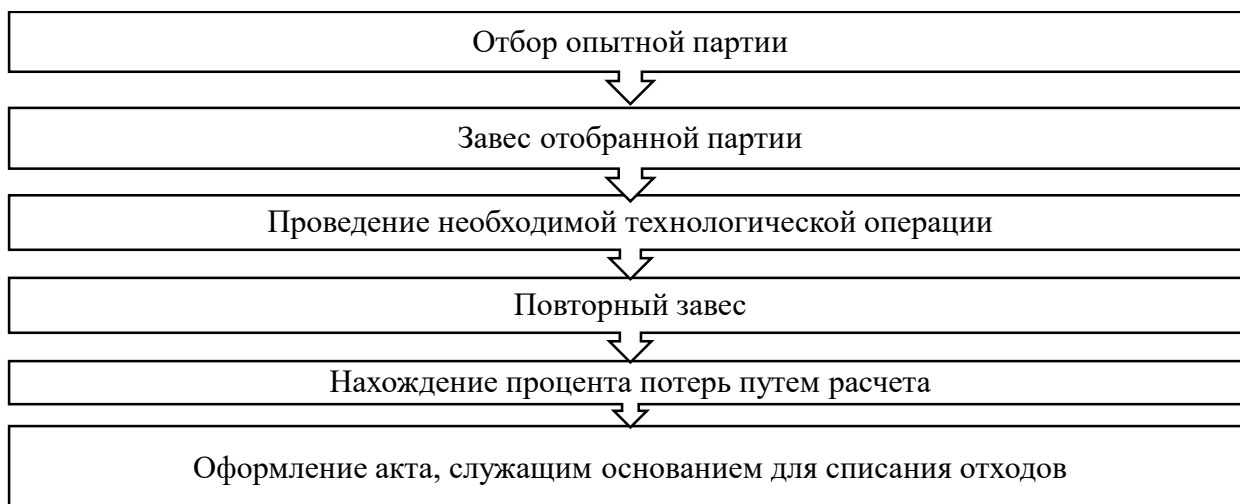 Отбор опытной партии
Завес отобранной партии
Проведение необходимой технологической операции
Повторный завес
Нахождение процента потерь путем расчета
Оформление акта, служащим основанием для списания отходов